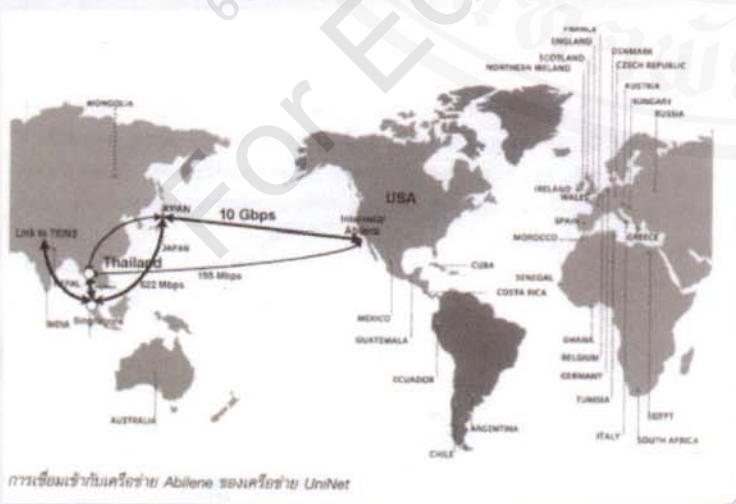 For E
FRANCE
ENGLAND
SCOTLAND
NORTHERN IRELAND
DENMARK
CZECH REPUBLIC
AUSTRIA
HUNGARY
RUSSIA
MONGOLIA
IRELAND
WALES
SPAIN
MOROCCO
GREECE
USA
10 Gbps
Internet2/
Abilene
JAPAN
Link to TEIN2
Thailand
155 Mbps
622 Mbps
Singapore
INDIA
CUBA
SENEGAL
COSTA RICA
MEXICO
GUATEMALA
GHANA
BELGIUM
GERMANY
ECUADOR
TUNISIA
EGYPT
AUSTRALIA
ARGENTINA
ITALY
SOUTH AFRICA
CHILE
การเชื่อมเข้ากับเครือข่าย Abilene ของเครือข่าย UniNet